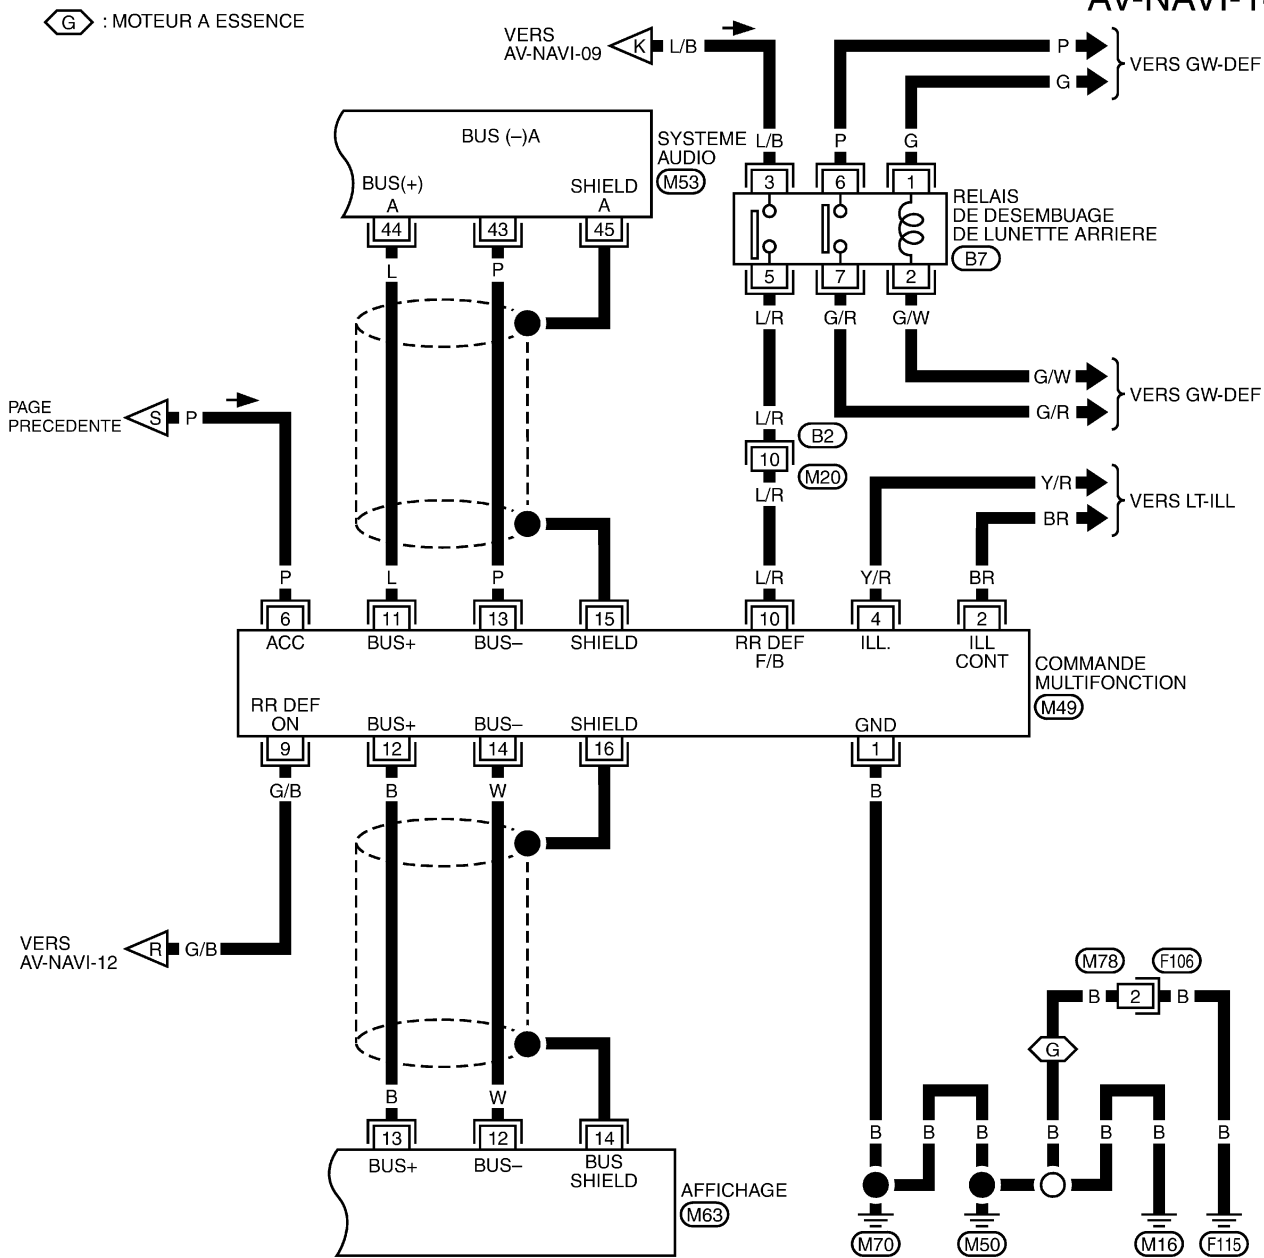 G : MOTEUR A ESSENCE
VERS
AV-NAVI-09
K
L/B
P
G
VERS GW-DEF
BUS (–)A
SYSTEME
AUDIO
M53
BUS(+)
A
SHIELD
A
44
43
45
L/B
P
G
3
6
1
RELAIS
DE DESEMBUAGE
DE LUNETTE ARRIERE
B7
5
7
2
L
P
L/R
G/R
G/W
G/W
G/R
VERS GW-DEF
PAGE
PRECEDENTE
S
P
L/R
B2
10
M20
L/R
Y/R
BR
VERS LT-ILL
P
L
P
L/R
Y/R
BR
6
11
13
15
10
4
2
ACC
BUS+
BUS–
SHIELD
RR DEF
F/B
ILL.
ILL
CONT
COMMANDE
MULTIFONCTION
M49
RR DEF
ON
BUS+
BUS–
SHIELD
GND
9
12
14
16
1
G/B
B
W
B
VERS
AV-NAVI-12
R
G/B
M78
F106
B
2
B
G
B
W
B
B
B
B
B
B
B
13
12
14
BUS+
BUS–
BUS
SHIELD
AFFICHAGE
M63
M70
M50
M16
F115